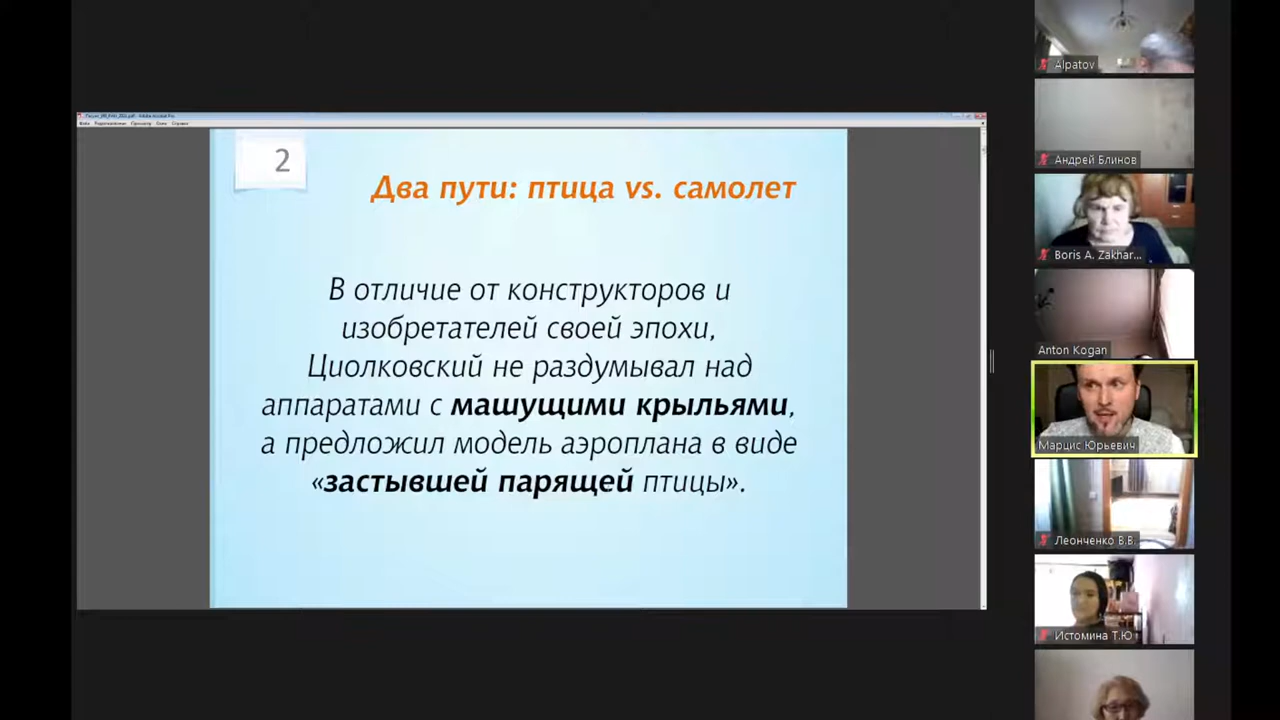 2
Два пути: птица vs. самолет
В отличие от конструкторов и
изобретателей своей эпохи,
Циолковский не раздумывал над
аппаратами с машущими крыльями,
а предложил модель аэроплана в виде
«застывшей парящей птицы».
Alpatov
Андрей Блинов
Boris A. Zakhar...
Anton Kogan
Марцис Юрьевич
Леонченко В.В.
Истомина Т.Ю